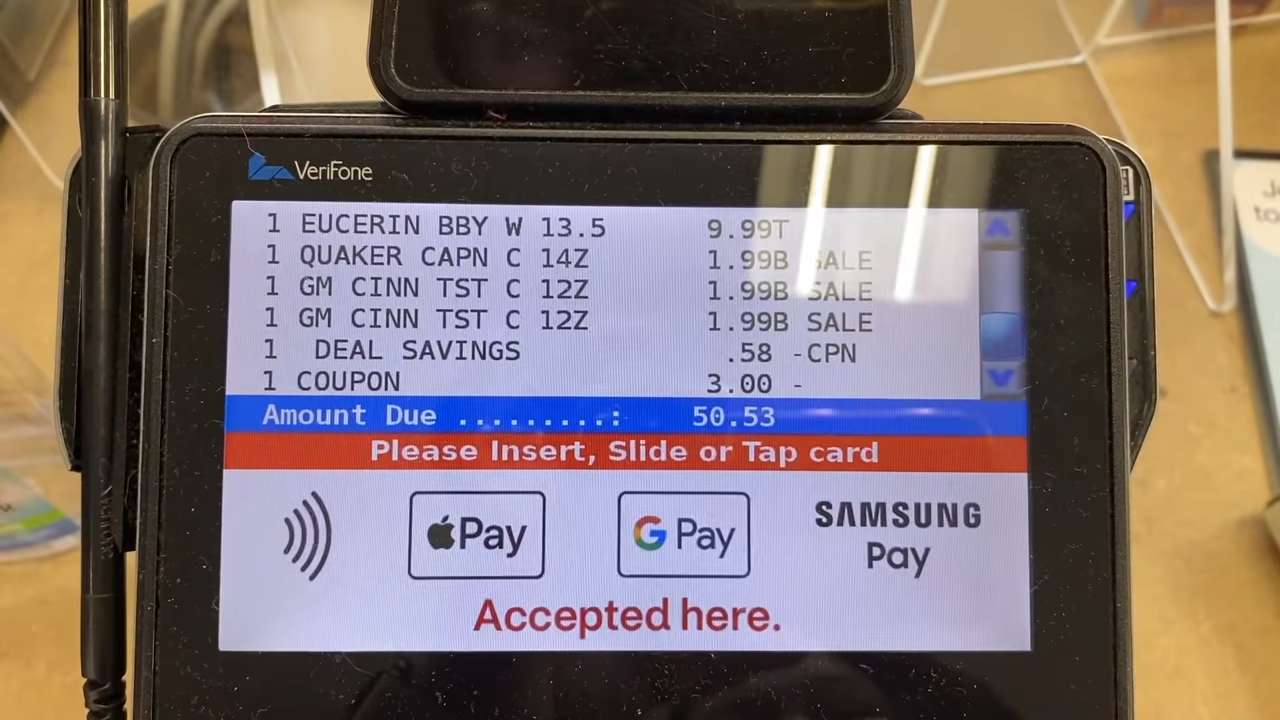 VeriFone
1 EUCERIN BBY W 13.5 9.99T
1 QUAKER CAPN C 14Z 1.99B SALE
1 GM CINN TST C 12Z 1.99B SALE
1 GM CINN TST C 12Z 1.99B SALE
1 DEAL SAVINGS .58 -CPN
1 COUPON 3.00 -
Amount Due .........: 50.53
Please Insert, Slide or Tap card
Pay
G Pay
SAMSUNG
Pay
Accepted here.